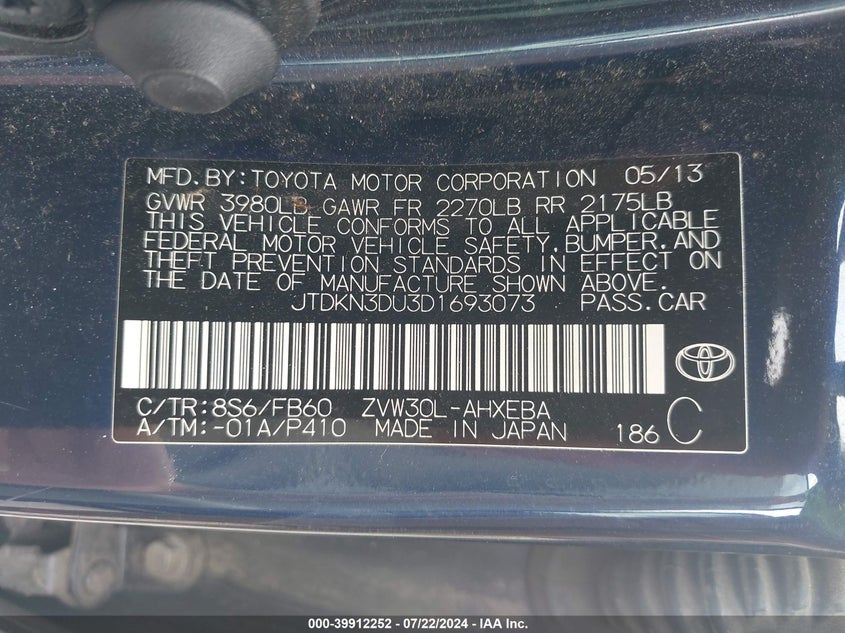 MFD.BY:TOYOTA MOTOR CORPORATION 05/13
GVWR 3980LB GAWR FR 2270LB RR 2175LB
THIS VEHICLE CONFORMS TO ALL APPLICABLE
FEDERAL MOTOR VEHICLE SAFETY,BUMPER,AND
THEFT PREVENTION STANDARDS IN EFFECT ON
THE DATE OF MANUFACTURE SHOWN ABOVE.
JTDKN3DU3D1693073 PASS.CAR
C/TR:8S6/FB60 ZVW30L-AHXEBA
A/TM:-01A/P410 MADE IN JAPAN 186 C
000-39912252 - 07/22/2024 - IAA Inc.